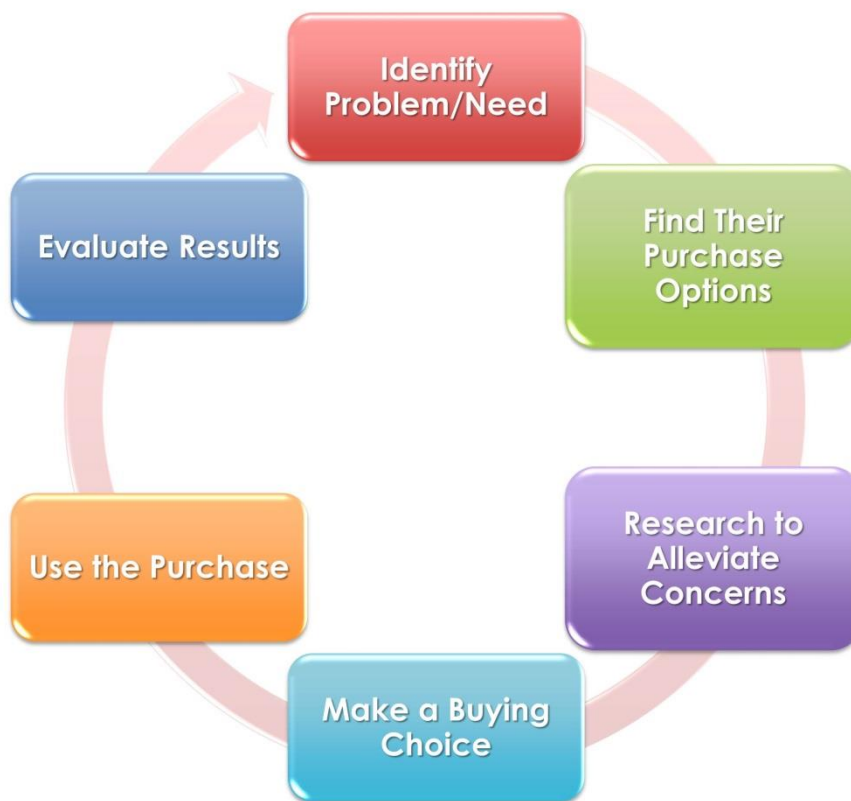 Identify
Problem/Need
Find Their
Purchase
Options
Research to
Alleviate
Concerns
Make a Buying
Choice
Use the Purchase
Evaluate Results